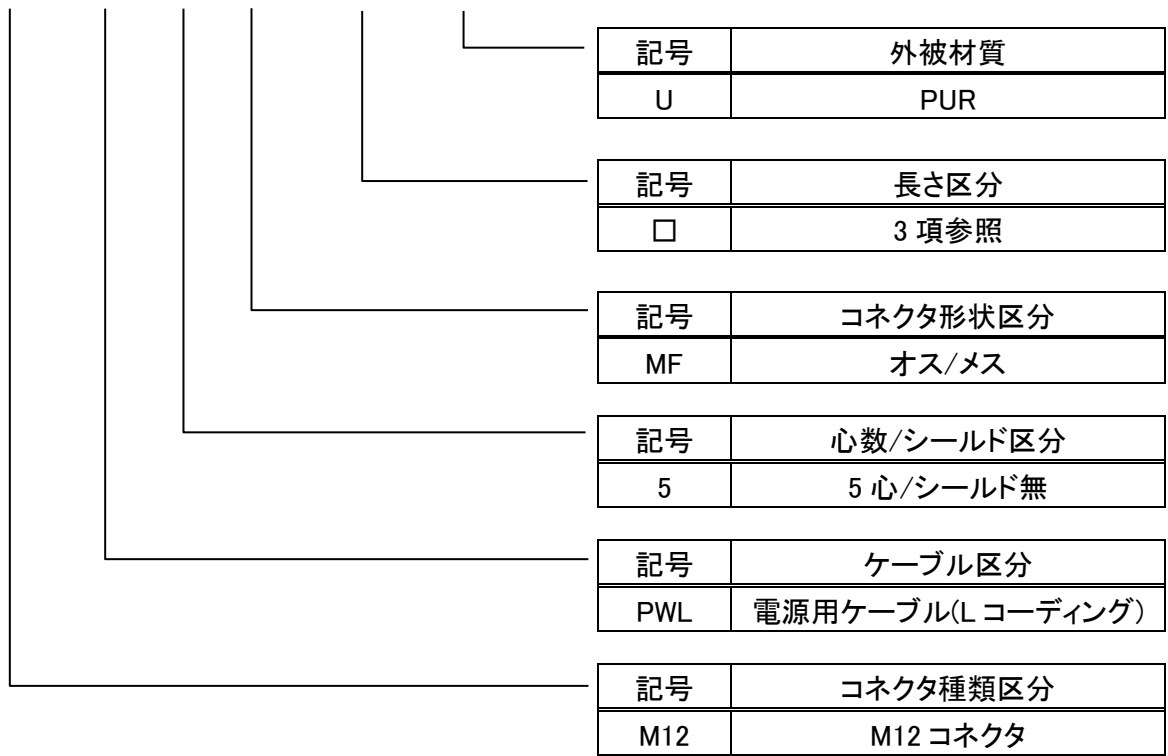 記号 外被材質
U PUR
記号 長さ区分
□ 3 項参照
記号 コネクタ形状区分
MF オス/メス
記号 心数/シールド区分
5 5 心/シールド無
記号 ケーブル区分
PWL 電源用ケーブル(L コーディング)
記号 コネクタ種類区分
M12 M12 コネクタ